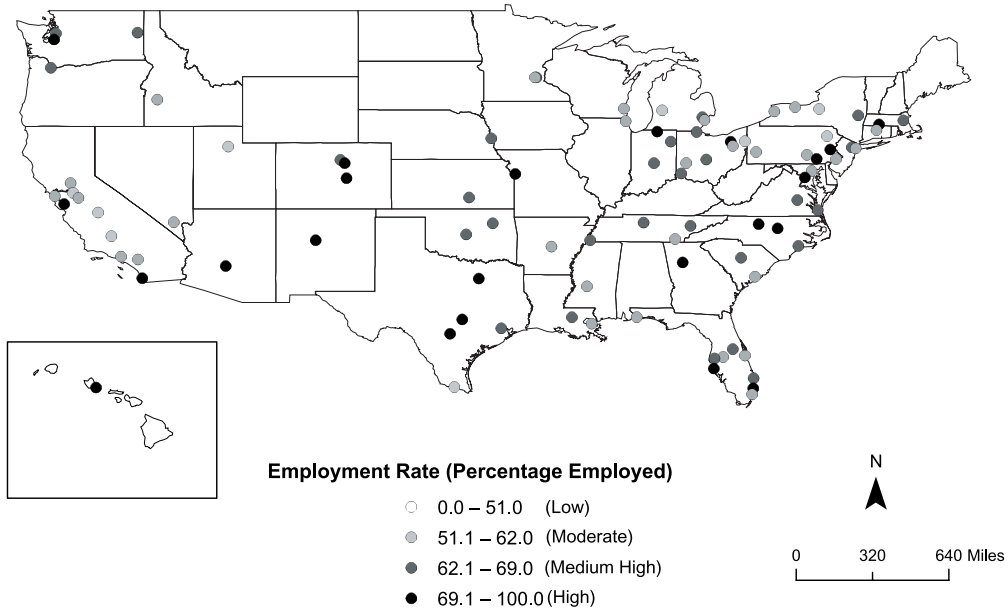 Employment Rate (Percentage Employed)
0.0 – 51.0 (Low)
51.1 – 62.0 (Moderate)
62.1 – 69.0 (Medium High)
69.1 – 100.0 (High)
N
0 320 640 Miles